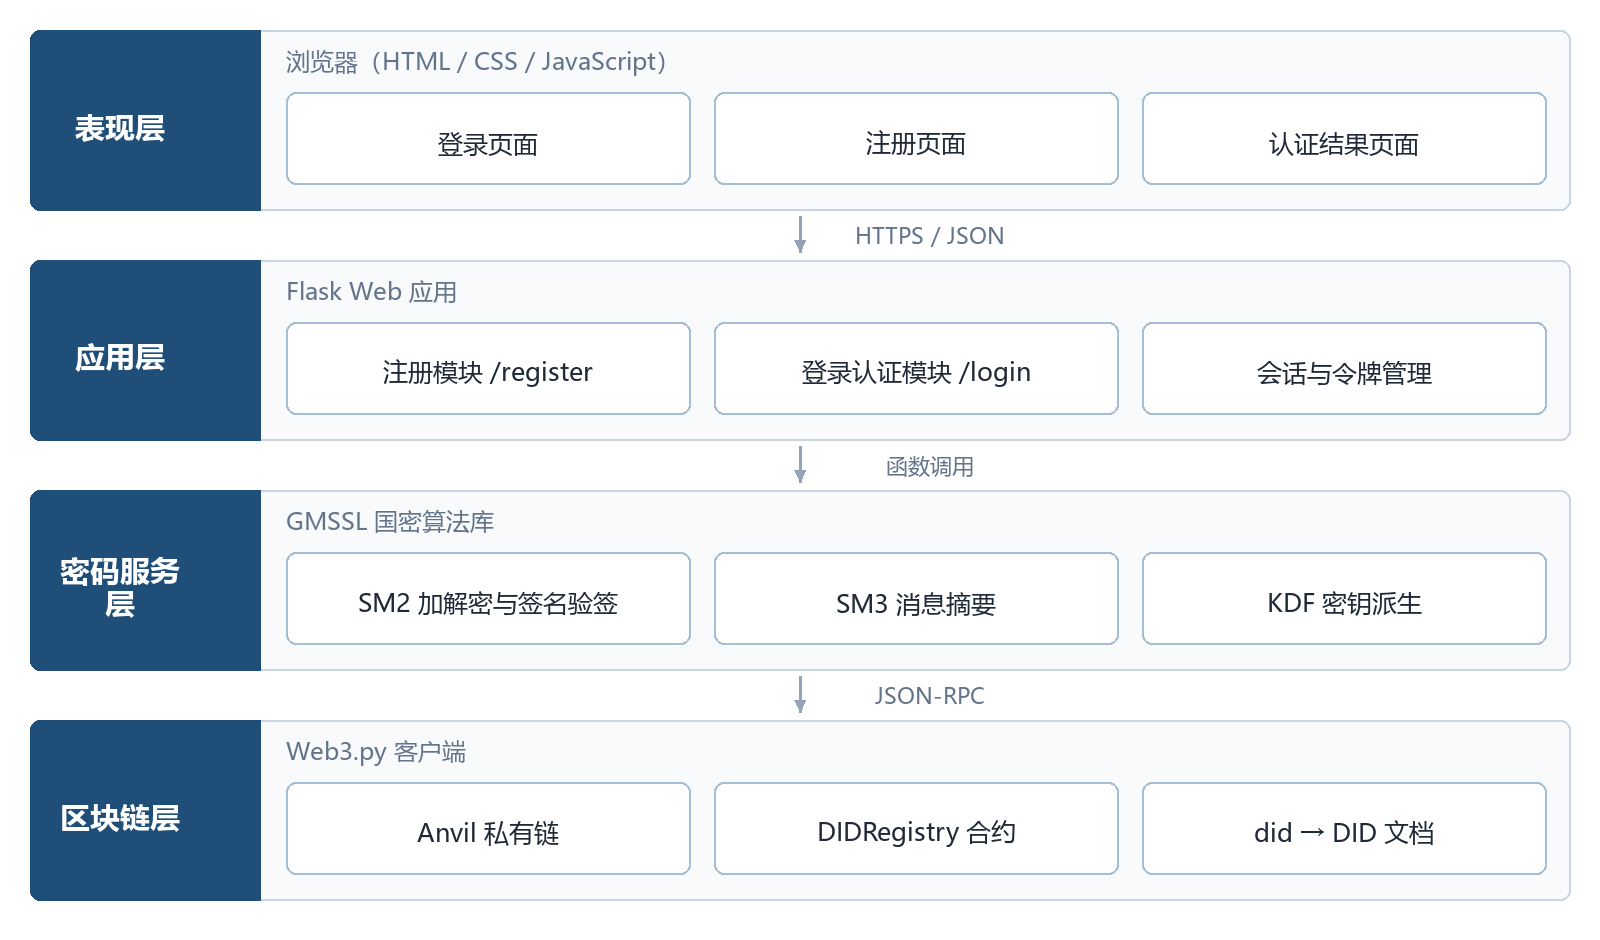 表现层
浏览器（HTML / CSS / JavaScript）
登录页面
注册页面
认证结果页面
HTTPS / JSON
应用层
Flask Web 应用
注册模块 /register
登录认证模块 /login
会话与令牌管理
函数调用
密码服务
层
GMSSL 国密算法库
SM2 加解密与签名验签
SM3 消息摘要
KDF 密钥派生
JSON-RPC
区块链层
Web3.py 客户端
Anvil 私有链
DIDRegistry 合约
did → DID 文档